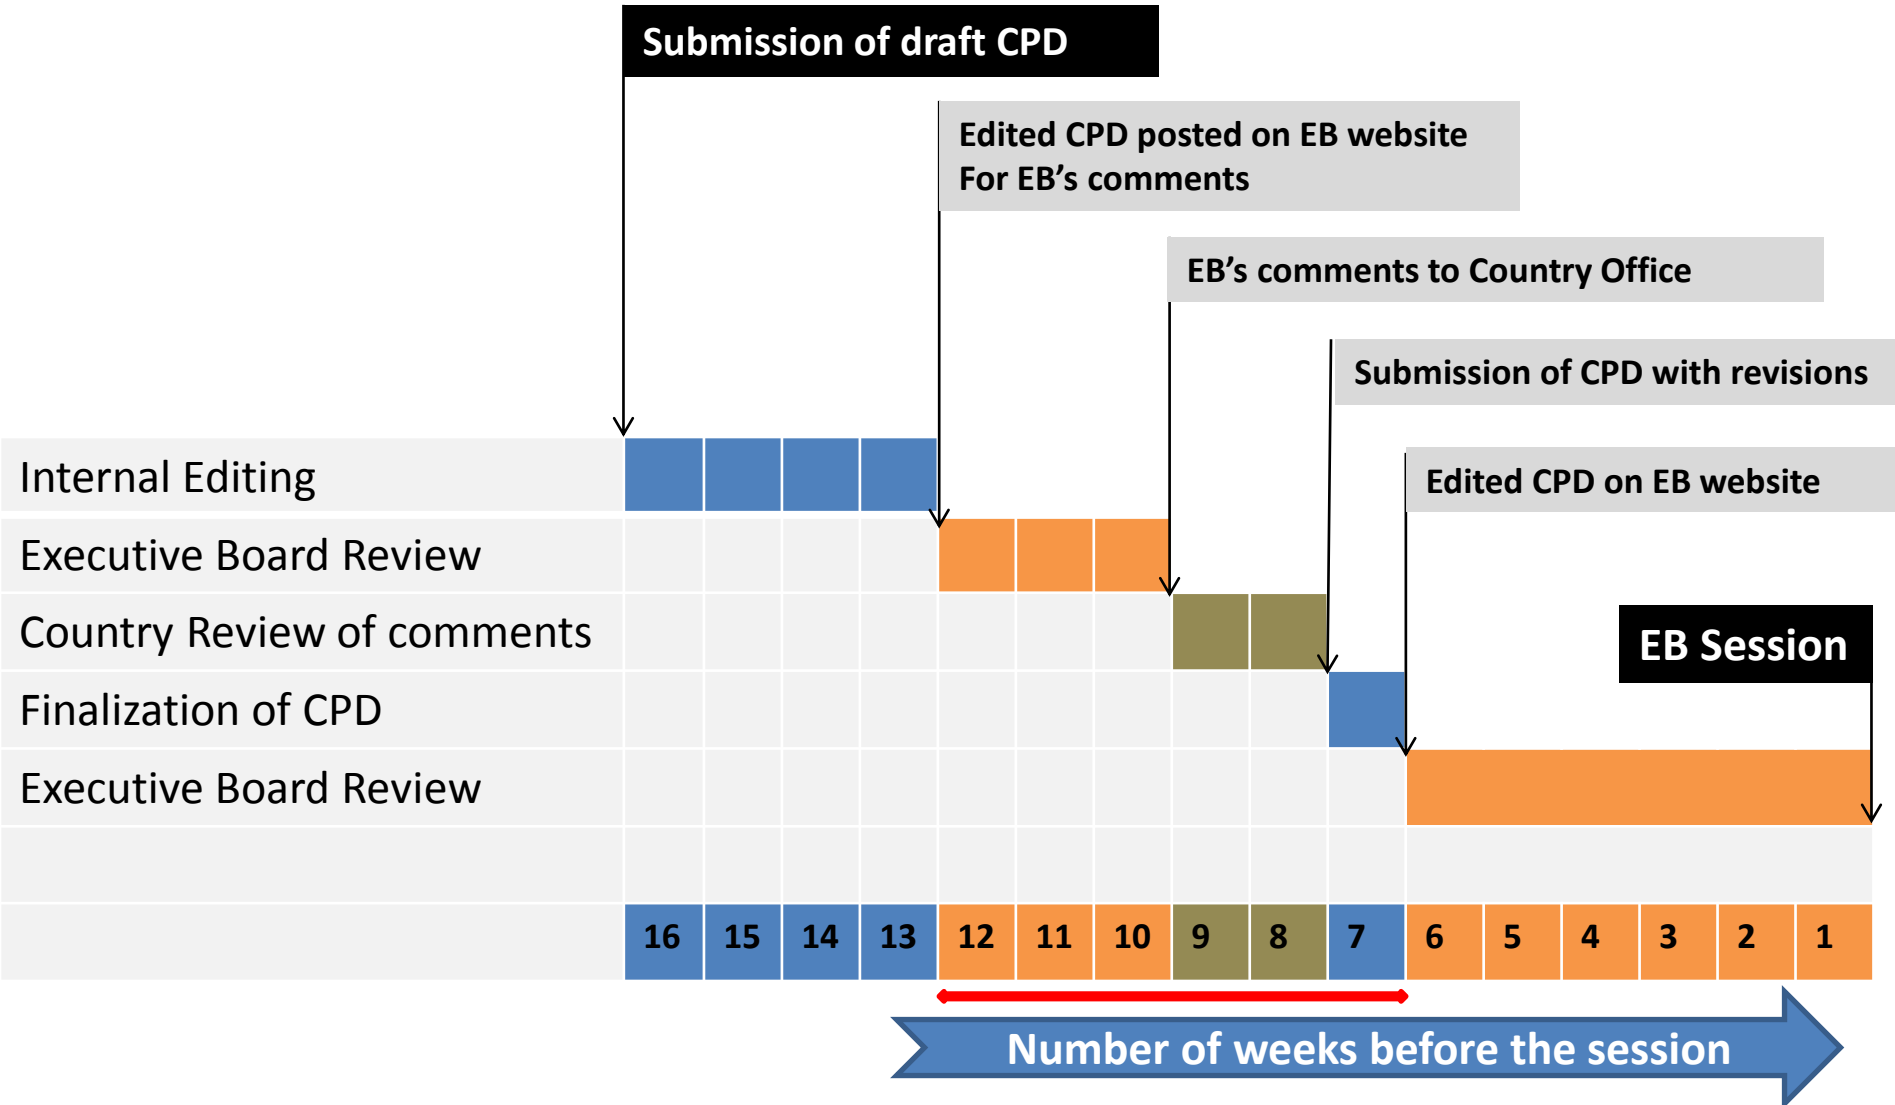 Submission of draft CPD
Edited CPD posted on EB website
For EB's comments
EB's comments to Country Office
Submission of CPD with revisions
Edited CPD on EB website
Internal Editing
Executive Board Review
Country Review of comments
EB Session
Finalization of CPD
Executive Board Review
16 15 14 13 12 11 10 9 8 7 6 5 4 3 2 1
Number of weeks before the session